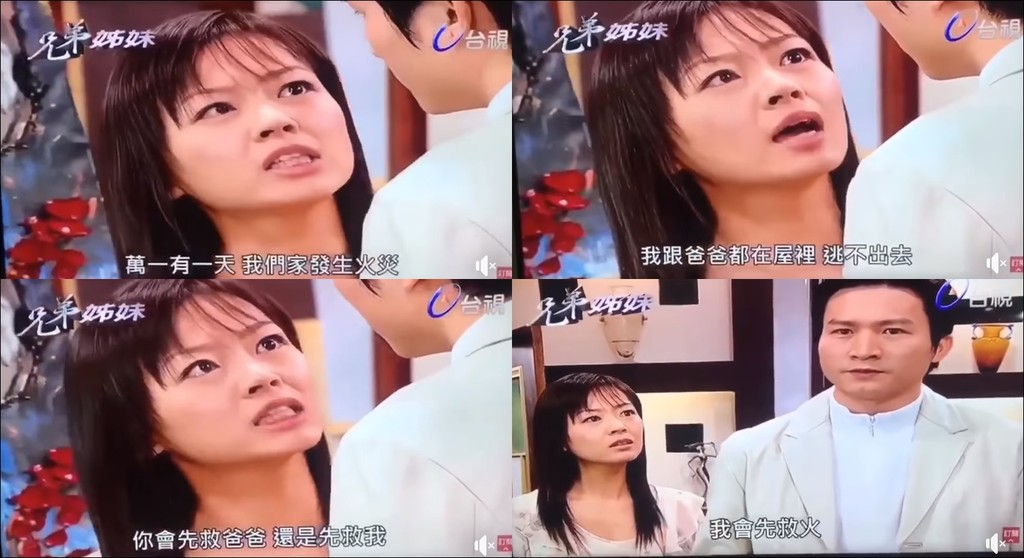 兄弟姊妹
台視
萬一有一天 我們家發生火災
兄弟姊妹
台視
我跟爸爸都在屋裡 逃不出去
兄弟姊妹
台視
你會先救爸爸 還是先救我
兄弟姊妹
台視
我會先救火